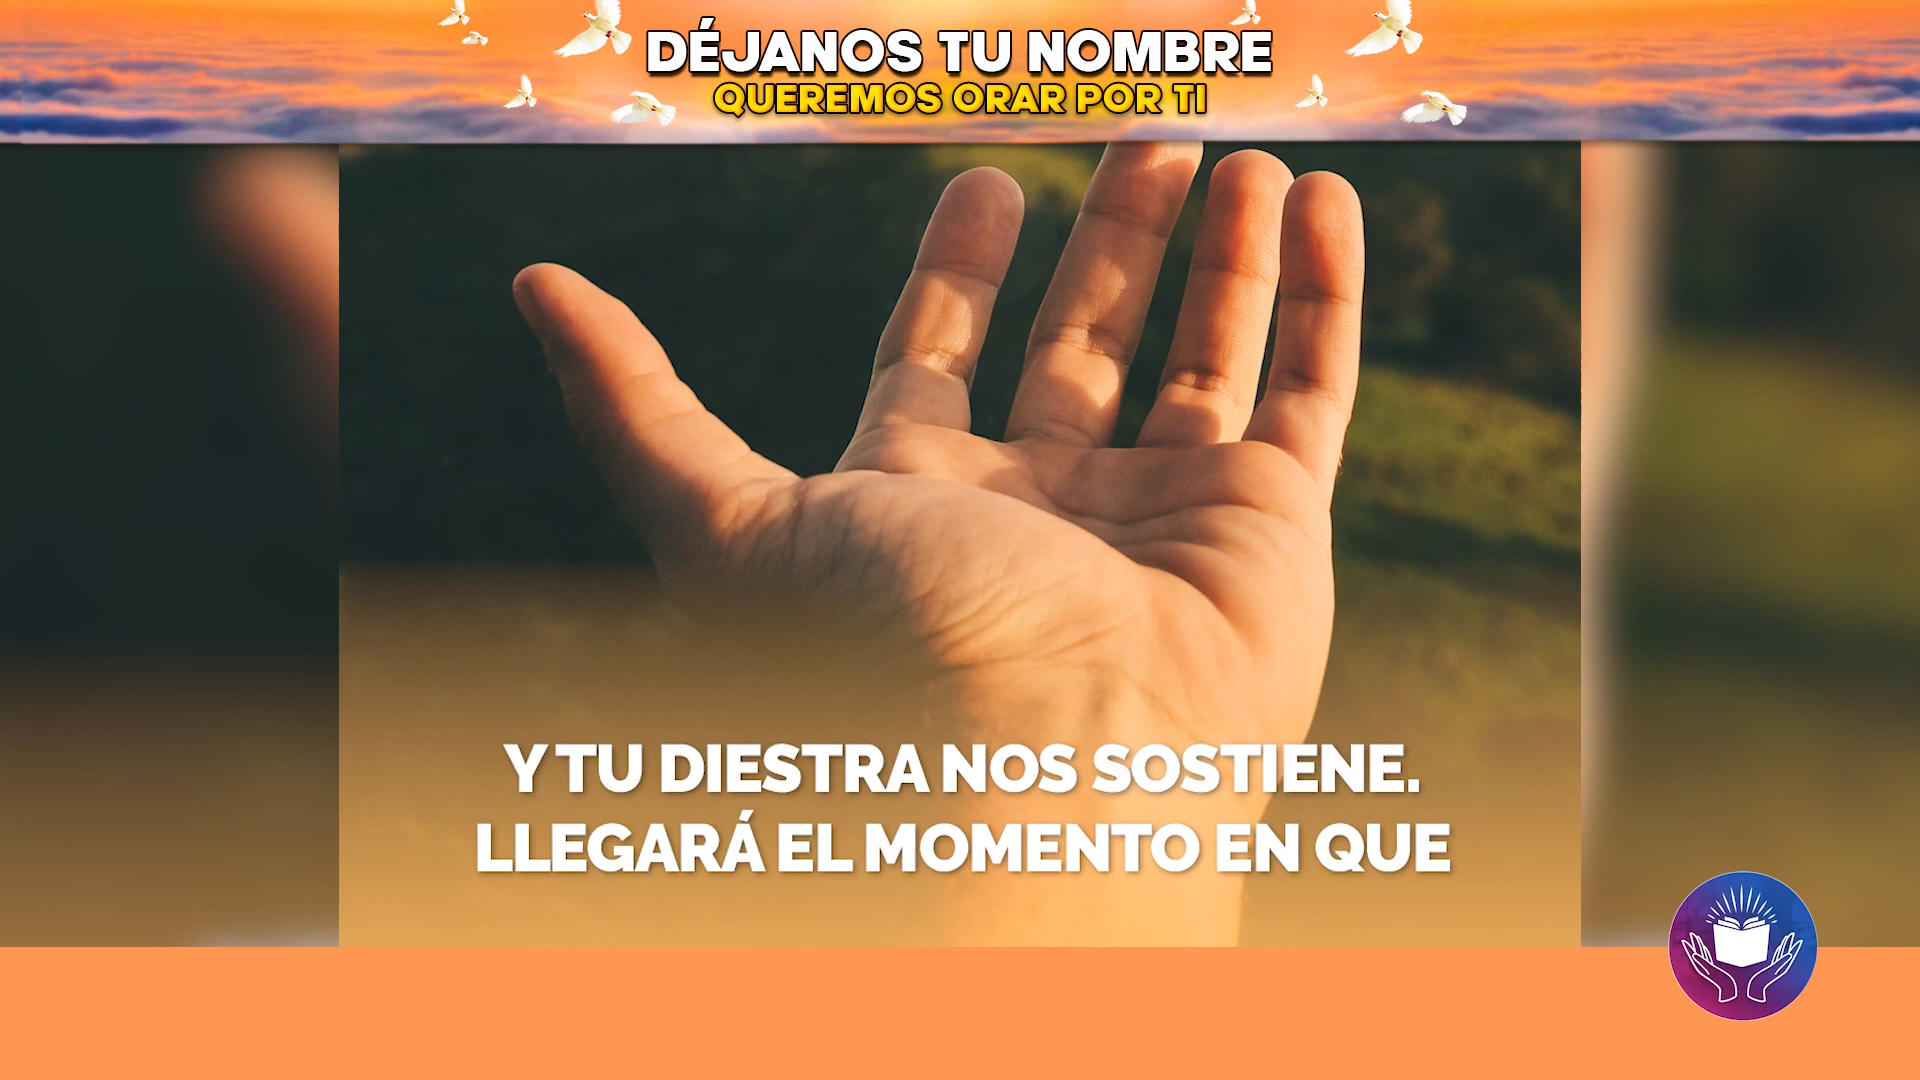 DÉJANOS TU NOMBRE
QUEREMOS ORAR POR TI
Y TU DIESTRA NOS SOSTIENE.
LLEGARÁ EL MOMENTO EN QUE